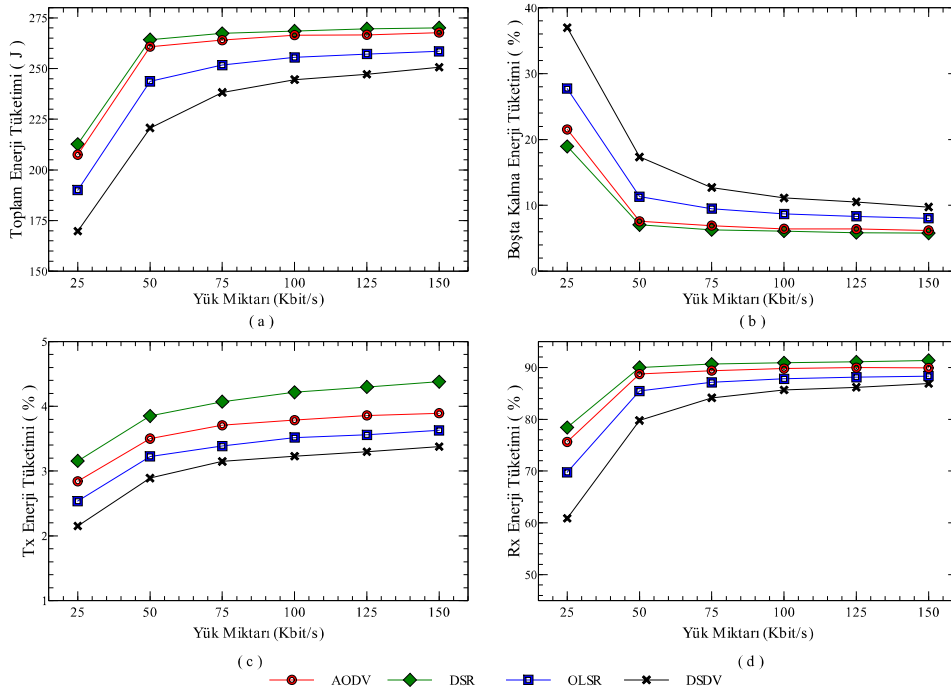 Toplam Enerji Tüketimi ( J )
275
250
225
200
175
150
25 50 75 100 125 150
Yük Miktarı (Kbit/s)
( a )
Boşta Kalma Enerji Tüketimi ( % )
40
30
20
10
0
25 50 75 100 125 150
Yük Miktarı (Kbit/s)
( b )
Tx Enerji Tüketimi ( % )
5
4
3
2
1
25 50 75 100 125 150
Yük Miktarı (Kbit/s)
( c )
Rx Enerji Tüketimi ( % )
90
80
70
60
50
25 50 75 100 125 150
Yük Miktarı (Kbit/s)
( d )
AODV DSR OLSR DSDV